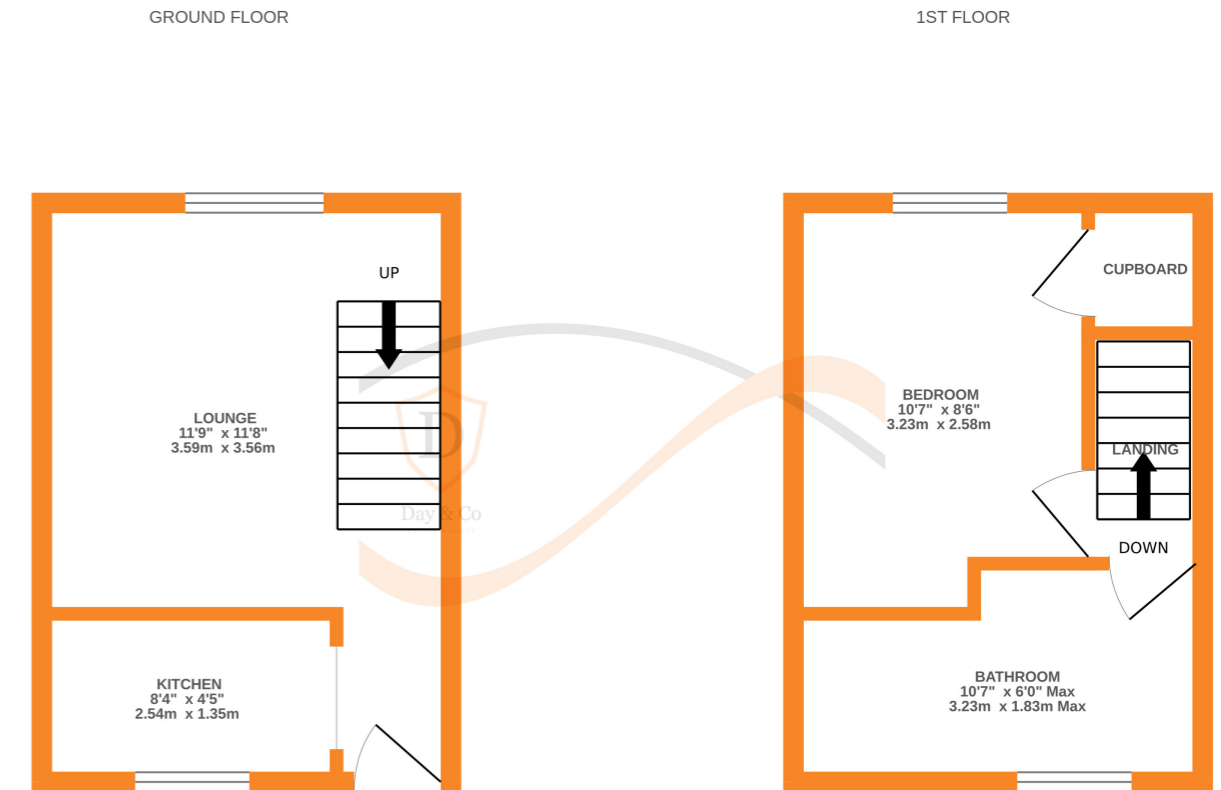 GROUND FLOOR
UP
LOUNGE
11'9" x 11'8"
3.59m x 3.56m
KITCHEN
8'4" x 4'5"
2.54m x 1.35m
D
Day & Co
1ST FLOOR
CUPBOARD
BEDROOM
10'7" x 8'6"
3.23m x 2.58m
LANDING
DOWN
BATHROOM
10'7" x 6'0" Max
3.23m x 1.83m Max